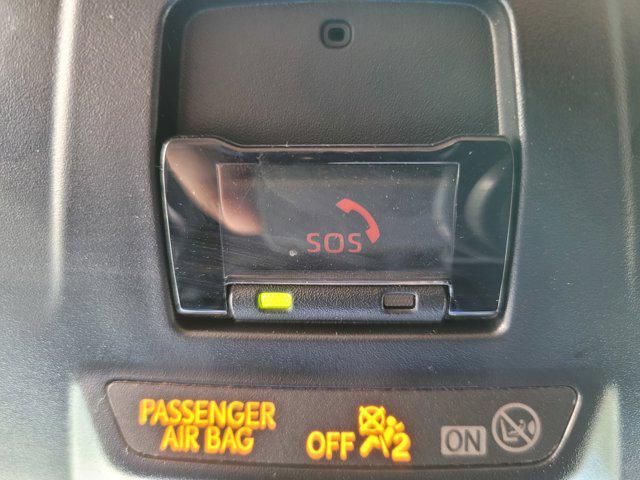 SOS
PASSENGER
AIR BAG
OFF 2
ON